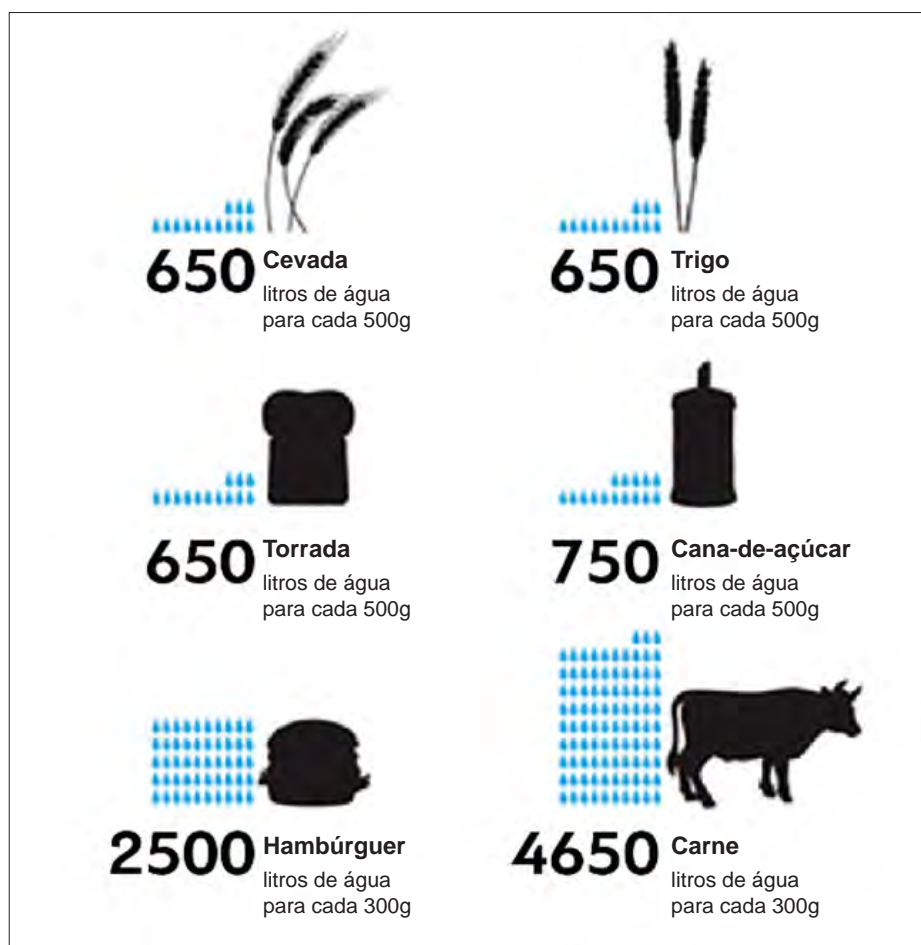 650 Cevada
litros de água
para cada 500g
650 Trigo
litros de água
para cada 500g
650 Torrada
litros de água
para cada 500g
750 Cana-de-açúcar
litros de água
para cada 500g
2500 Hambúrguer
litros de água
para cada 300g
4650 Carne
litros de água
para cada 300g